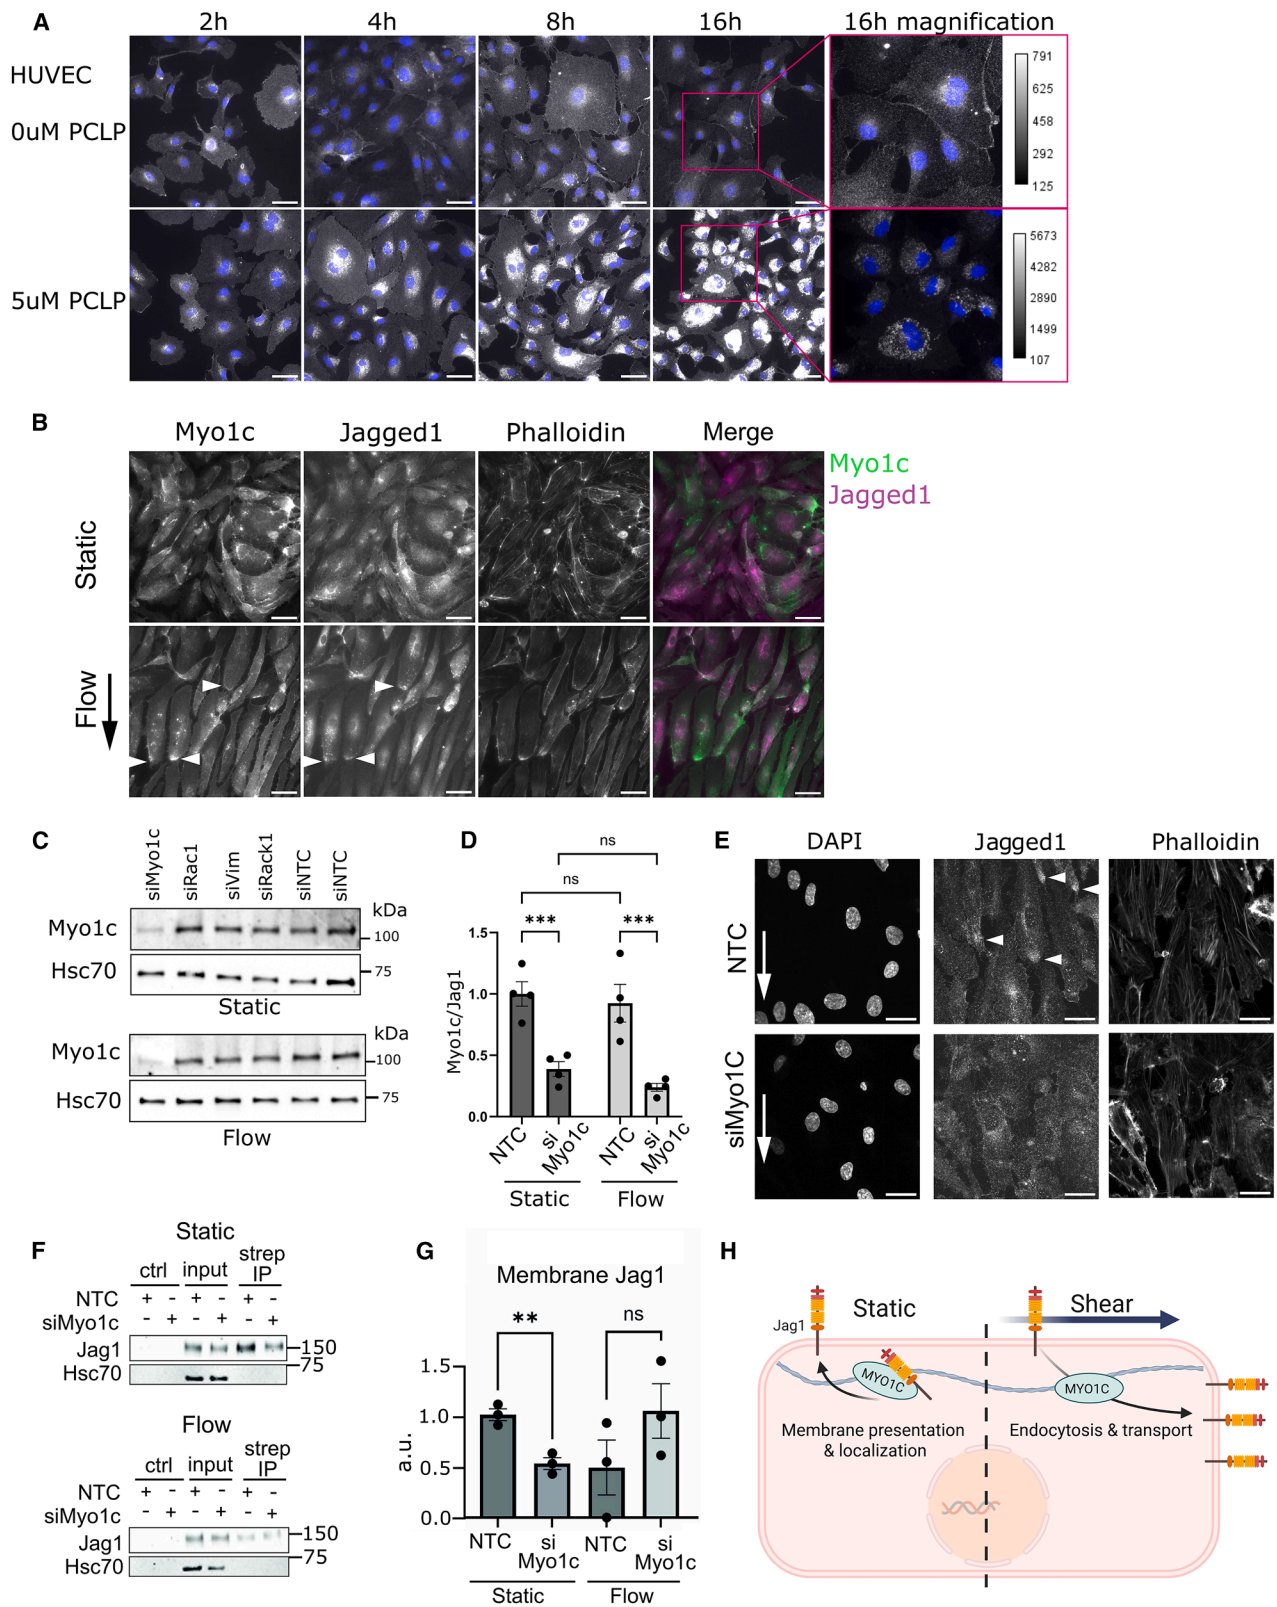 A
2h 4h 8h 16h 16h magnification
HUVEC
0uM PCLP
791
625
458
292
125
5uM PCLP
5673
4282
2890
1499
107
B
Myo1c Jagged1 Phalloidin Merge
Myo1c
Jagged1
Static
Flow
C
siMyo1c siRac1 siVim siRack1 siNTC siNTC
kDa
Myo1c
100
Hsc70
75
Static
kDa
Myo1c
100
Hsc70
75
Flow
D
ns
ns
*** ***
Myo1c/Jag1
1.5
1.0
0.5
0.0
NTC si Myo1c NTC si Myo1c
Static Flow
E
DAPI Jagged1 Phalloidin
NTC
siMyo1C
F
Static
ctrl input strep IP
NTC + - + - + -
siMyo1c - + - + - +
Jag1 150
75
Hsc70
Flow
ctrl input strep IP
NTC + - + - + -
siMyo1c - + - + - +
Jag1 150
75
Hsc70
G
Membrane Jag1
** ns
a.u.
1.5
1.0
0.5
0.0
NTC si Myo1c NTC si Myo1c
Static Flow
H
Static Shear
Jag1
MYO1C MYO1C
Membrane presentation & localization
Endocytosis & transport